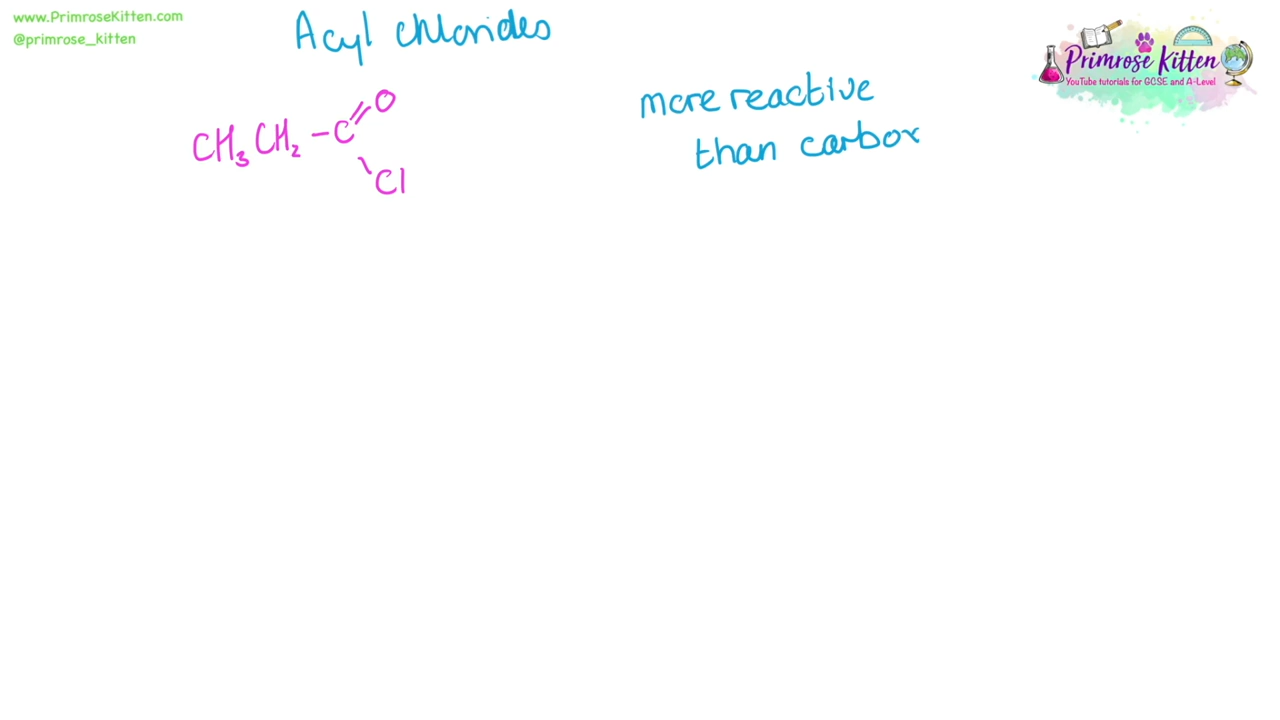 www.PrimroseKitten.com
@primrose_kitten
Acyl chlorides
Primrose Kitten
YouTube tutorials for GCSE and A-Level
more reactive
than carbox
O
CH₃CH₂–C
Cl